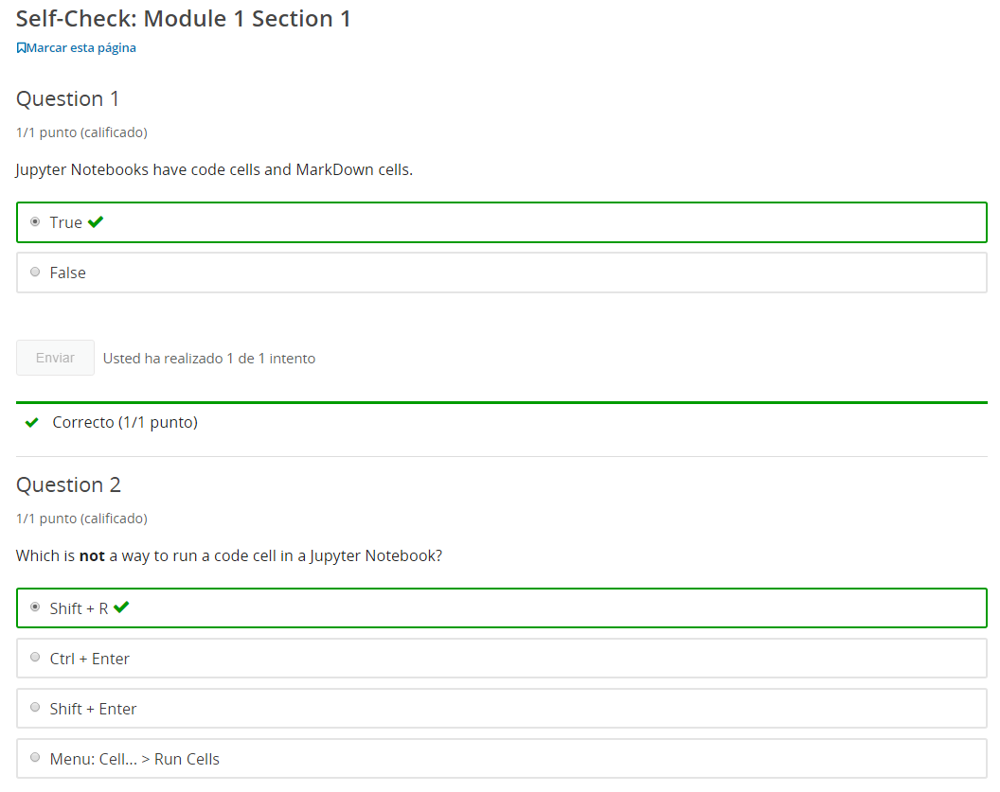 Self-Check: Module 1 Section 1
Marcar esta página
Question 1
1/1 punto (calificado)
Jupyter Notebooks have code cells and MarkDown cells.
True
False
Enviar Usted ha realizado 1 de 1 intento
Correcto (1/1 punto)
Question 2
1/1 punto (calificado)
Which is not a way to run a code cell in a Jupyter Notebook?
Shift + R
Ctrl + Enter
Shift + Enter
Menu: Cell... > Run Cells